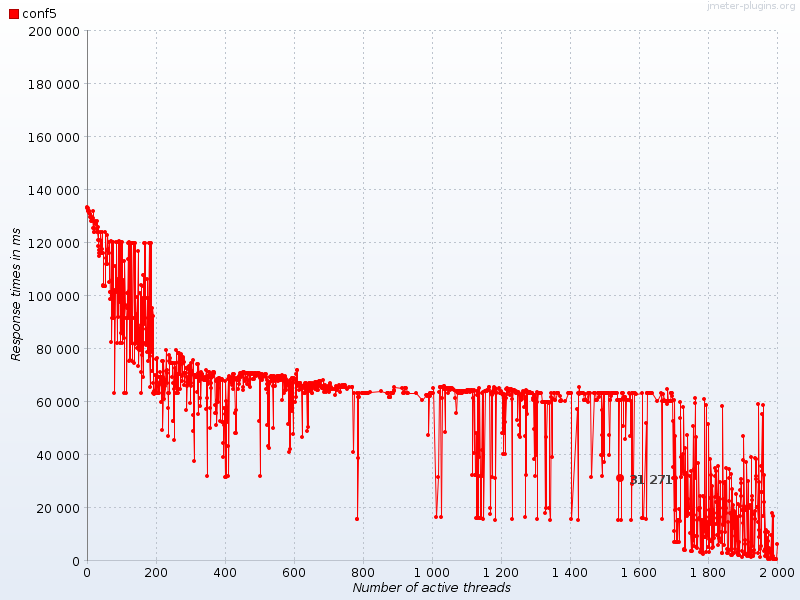 jmeter-plugins.org
conf5
200 000
180 000
160 000
140 000
120 000
100 000
80 000
60 000
40 000
20 000
0
Response times in ms
31 271
0 200 400 600 800 1 000 1 200 1 400 1 600 1 800 2 000
Number of active threads